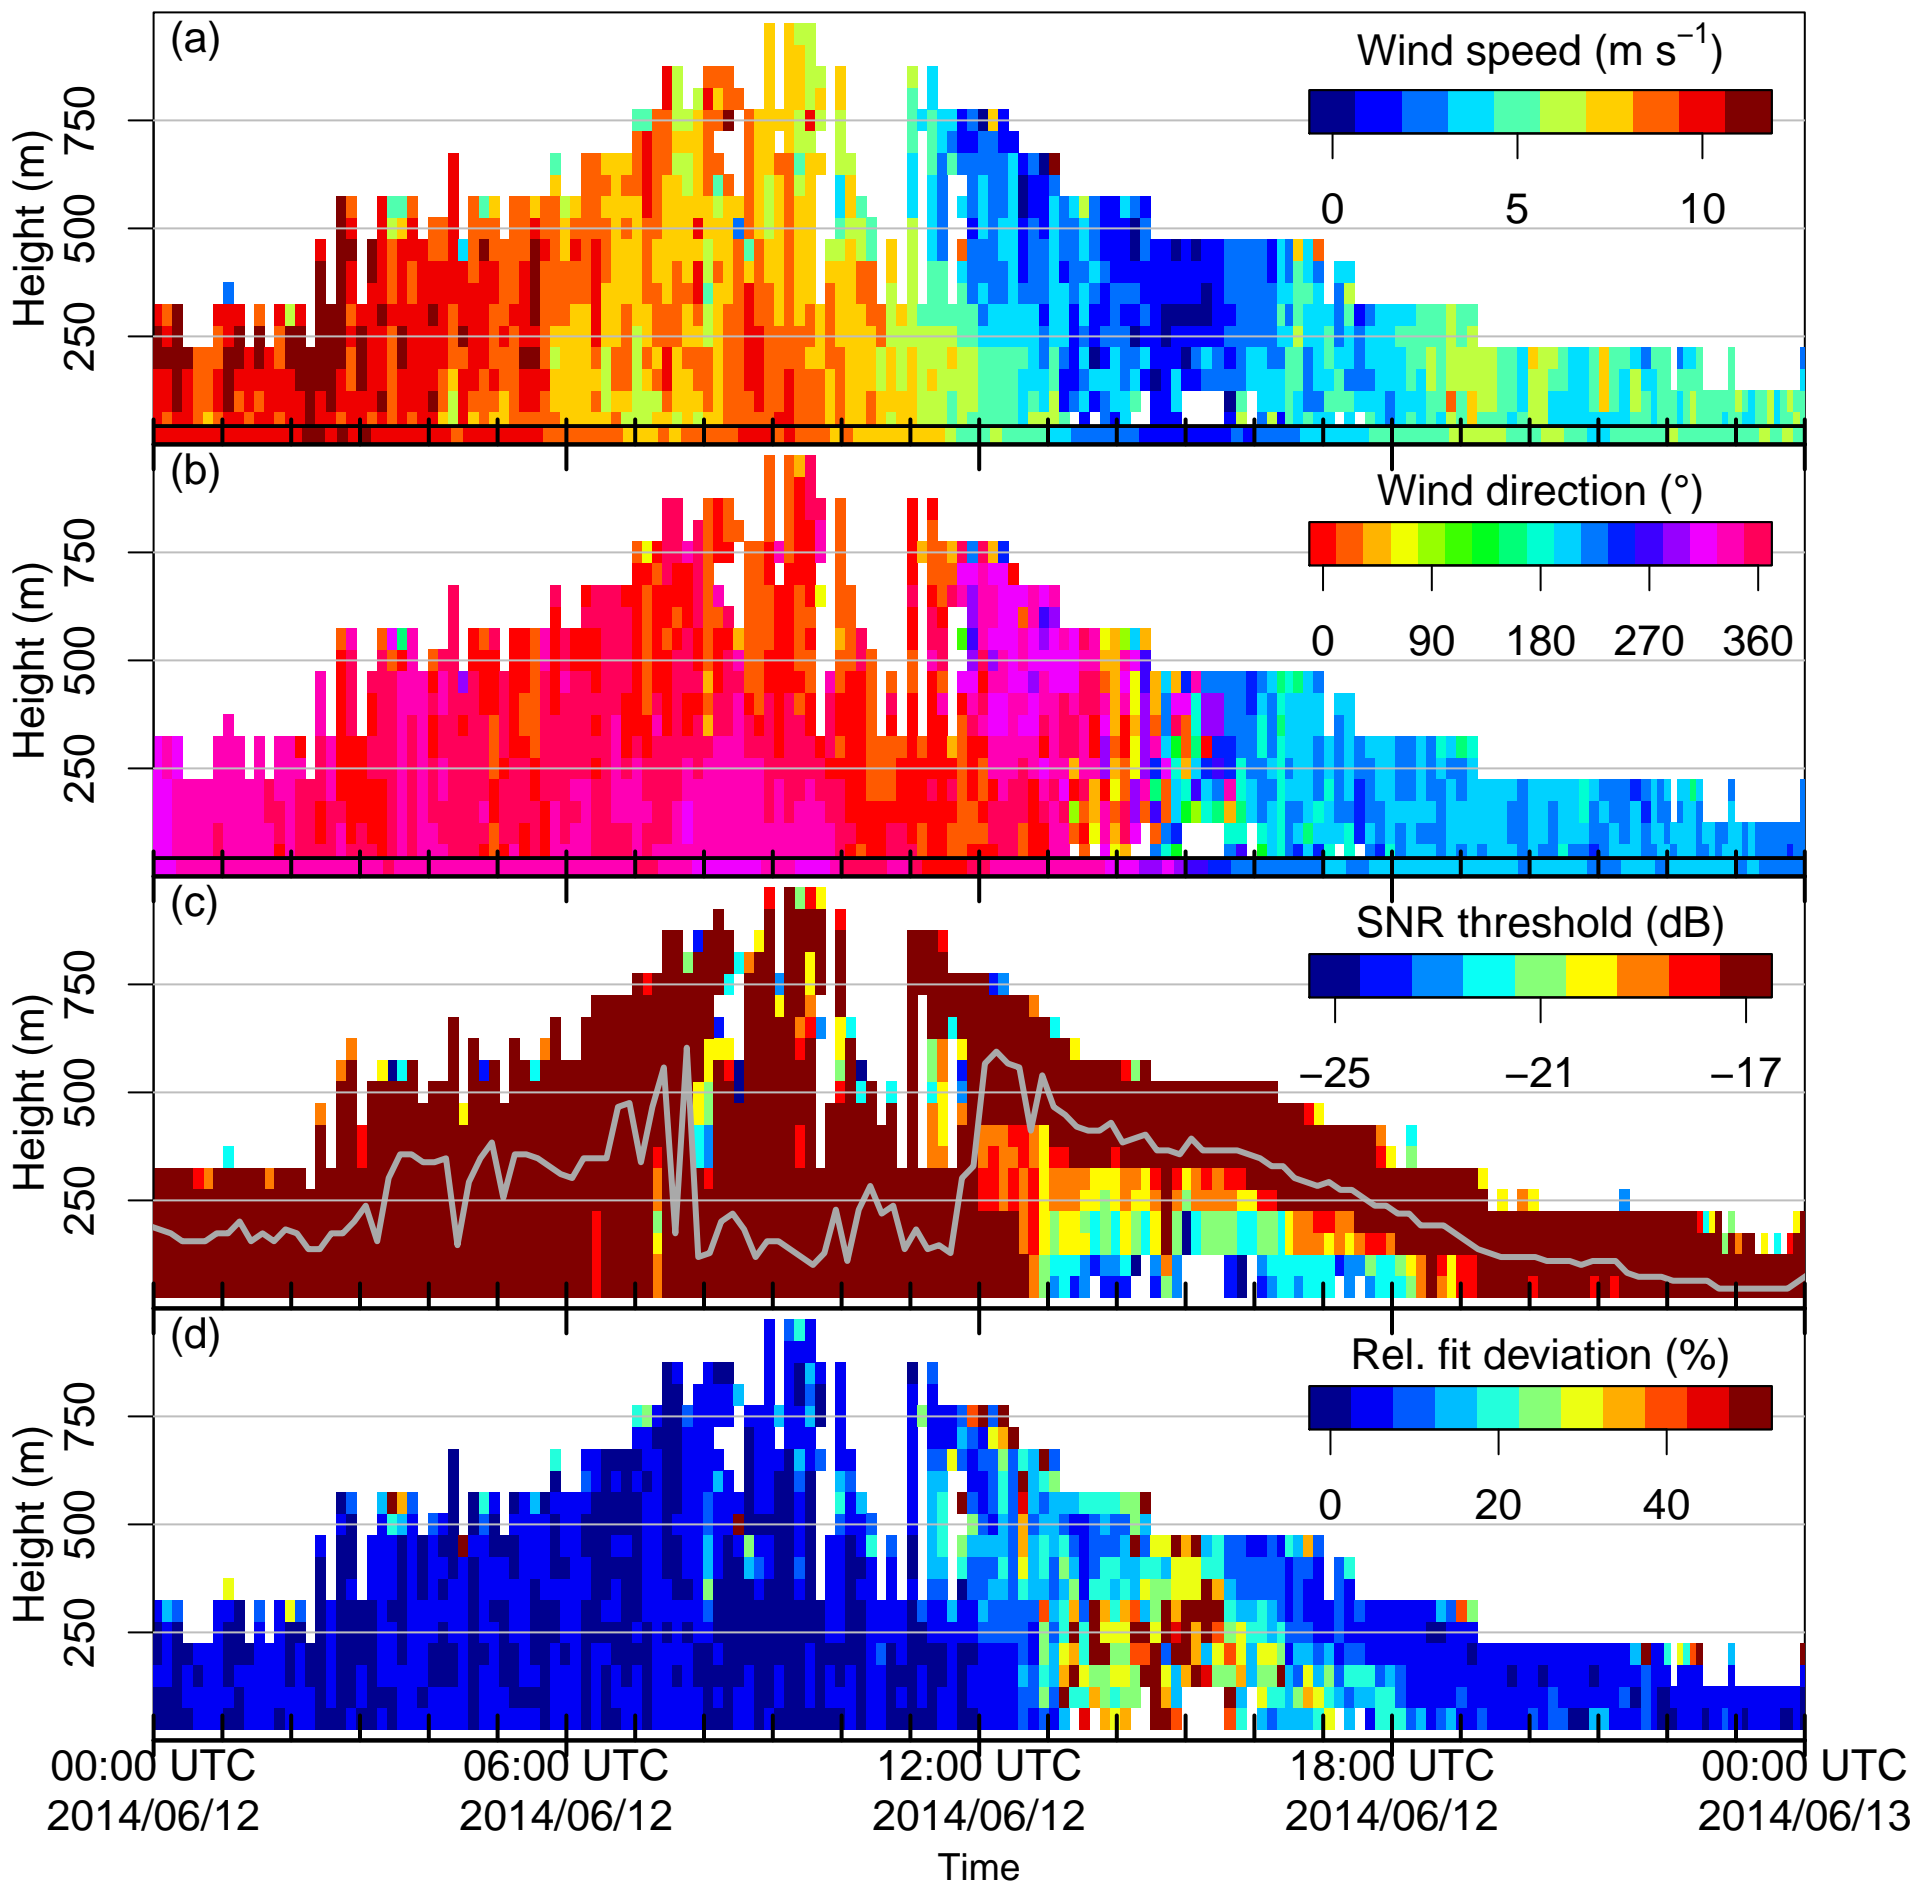 (a)
Wind speed (m s⁻¹)
0 5 10
Height (m)
250 500 750
(b)
Wind direction (°)
0 90 180 270 360
Height (m)
250 500 750
(c)
SNR threshold (dB)
−25 −21 −17
Height (m)
250 500 750
(d)
Rel. fit deviation (%)
0 20 40
Height (m)
250 500 750
00:00 UTC 06:00 UTC 12:00 UTC 18:00 UTC 00:00 UTC
2014/06/12 2014/06/12 2014/06/12 2014/06/12 2014/06/13
Time